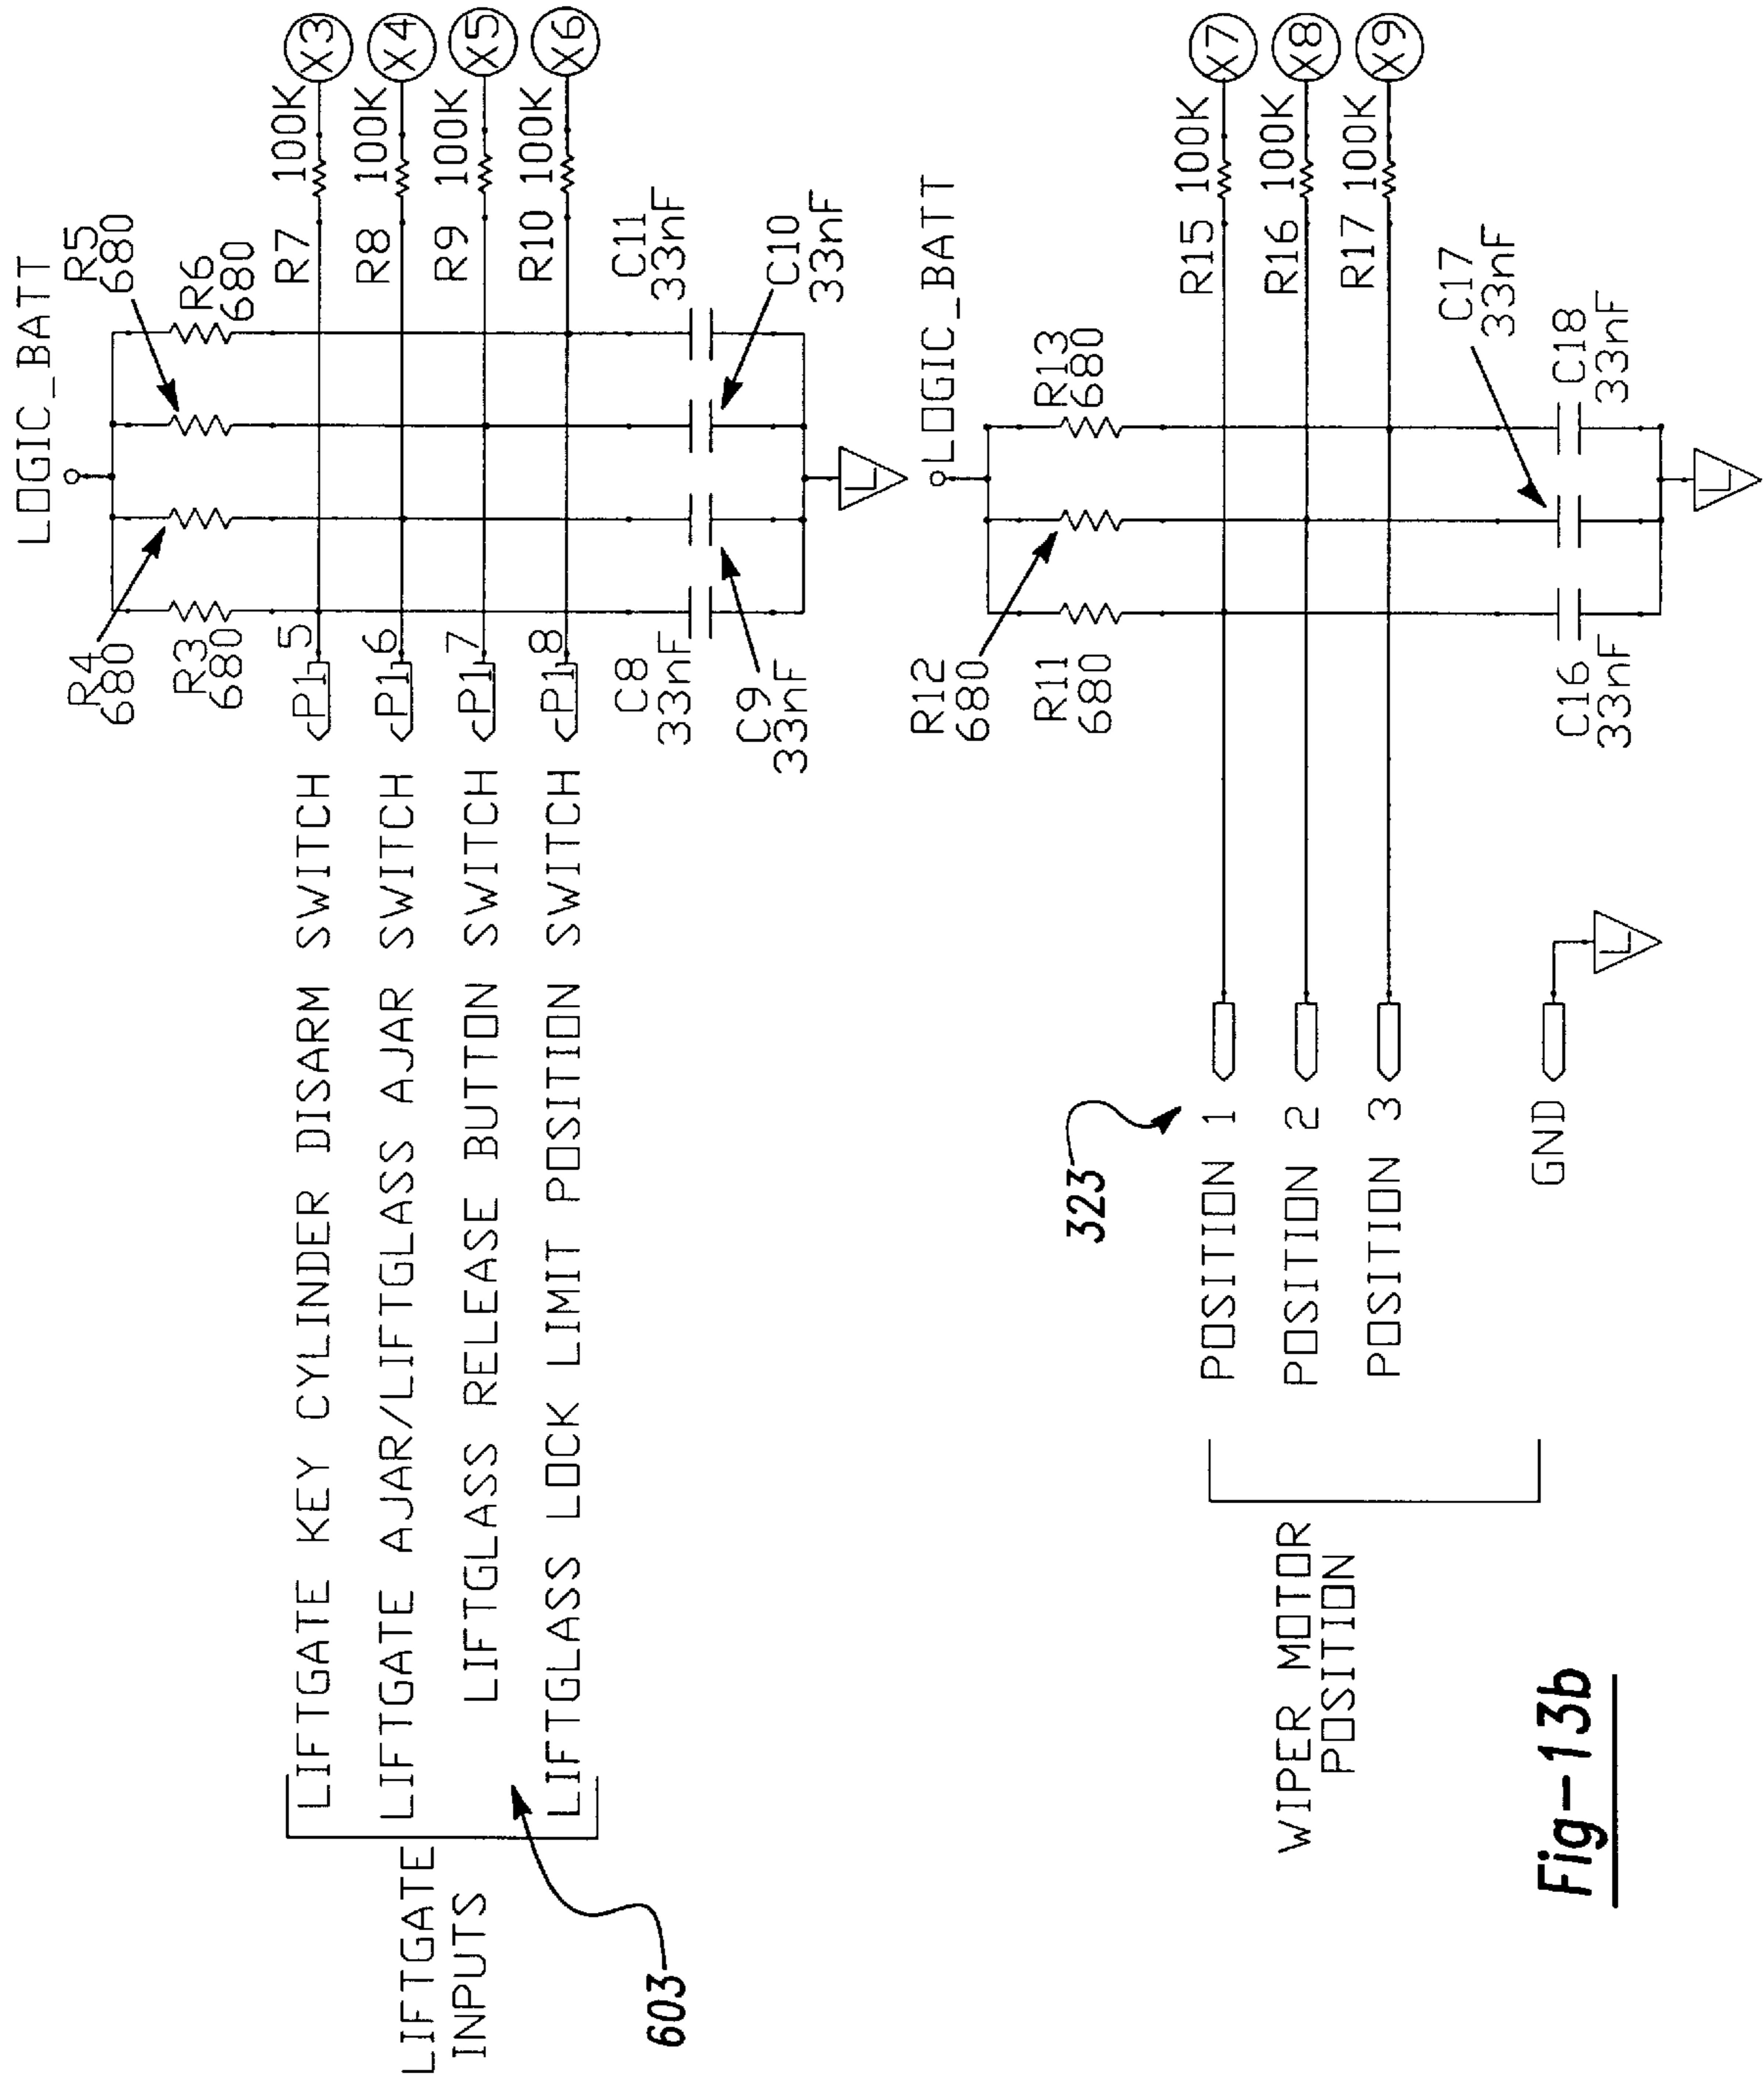 LOGIC_BATT
R4
680
R5
680
R3
680
R6
680
LIFTGATE INPUTS
LIFTGATE KEY CYLINDER DISARM SWITCH P1 5 R7 100K X3
LIFTGATE AJAR/LIFTGLASS AJAR SWITCH P1 6 R8 100K X4
LIFTGLASS RELEASE BUTTON SWITCH P1 7 R9 100K X5
LIFTGLASS LOCK LIMIT POSITION SWITCH P1 8 R10 100K X6
603
C8
33nF
C11
33nF
C9
33nF
C10
33nF
L
LOGIC_BATT
R12
680
R11
680
R13
680
323
WIPER MOTOR
POSITION
POSITION 1 R15 100K X7
POSITION 2 R16 100K X8
POSITION 3 R17 100K X9
GND
L
C17
33nF
C16
33nF
C18
33nF
L
Fig-13b